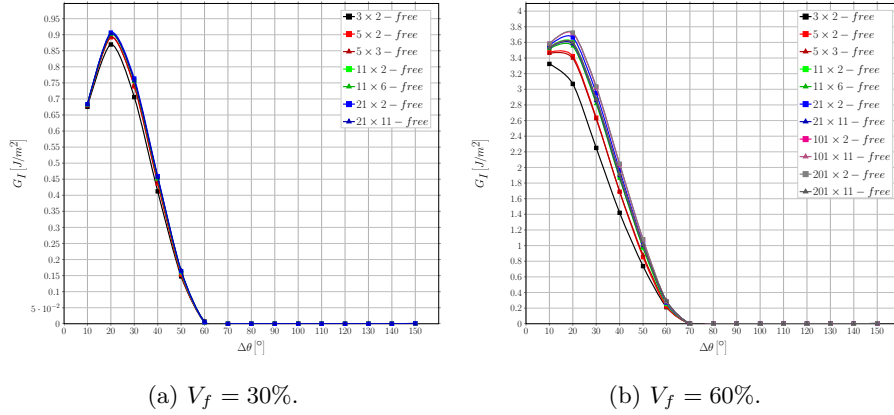 0.95
0.9
0.85
0.8
0.75
0.7
0.65
0.6
0.55
0.5
0.45
0.4
0.35
0.3
0.25
0.2
0.15
0.1
5 · 10⁻²
0
G_I [J/m²]
0 10 20 30 40 50 60 70 80 90 100 110 120 130 140 150
Δθ [°]
3 × 2 − free
5 × 2 − free
5 × 3 − free
11 × 2 − free
11 × 6 − free
21 × 2 − free
21 × 11 − free
(a) V_f = 30%.
4
3.8
3.6
3.4
3.2
3
2.8
2.6
2.4
2.2
2
1.8
1.6
1.4
1.2
1
0.8
0.6
0.4
0.2
0
G_I [J/m²]
0 10 20 30 40 50 60 70 80 90 100 110 120 130 140 150
Δθ [°]
3 × 2 − free
5 × 2 − free
5 × 3 − free
11 × 2 − free
11 × 6 − free
21 × 2 − free
21 × 11 − free
101 × 2 − free
101 × 11 − free
201 × 2 − free
201 × 11 − free
(b) V_f = 60%.